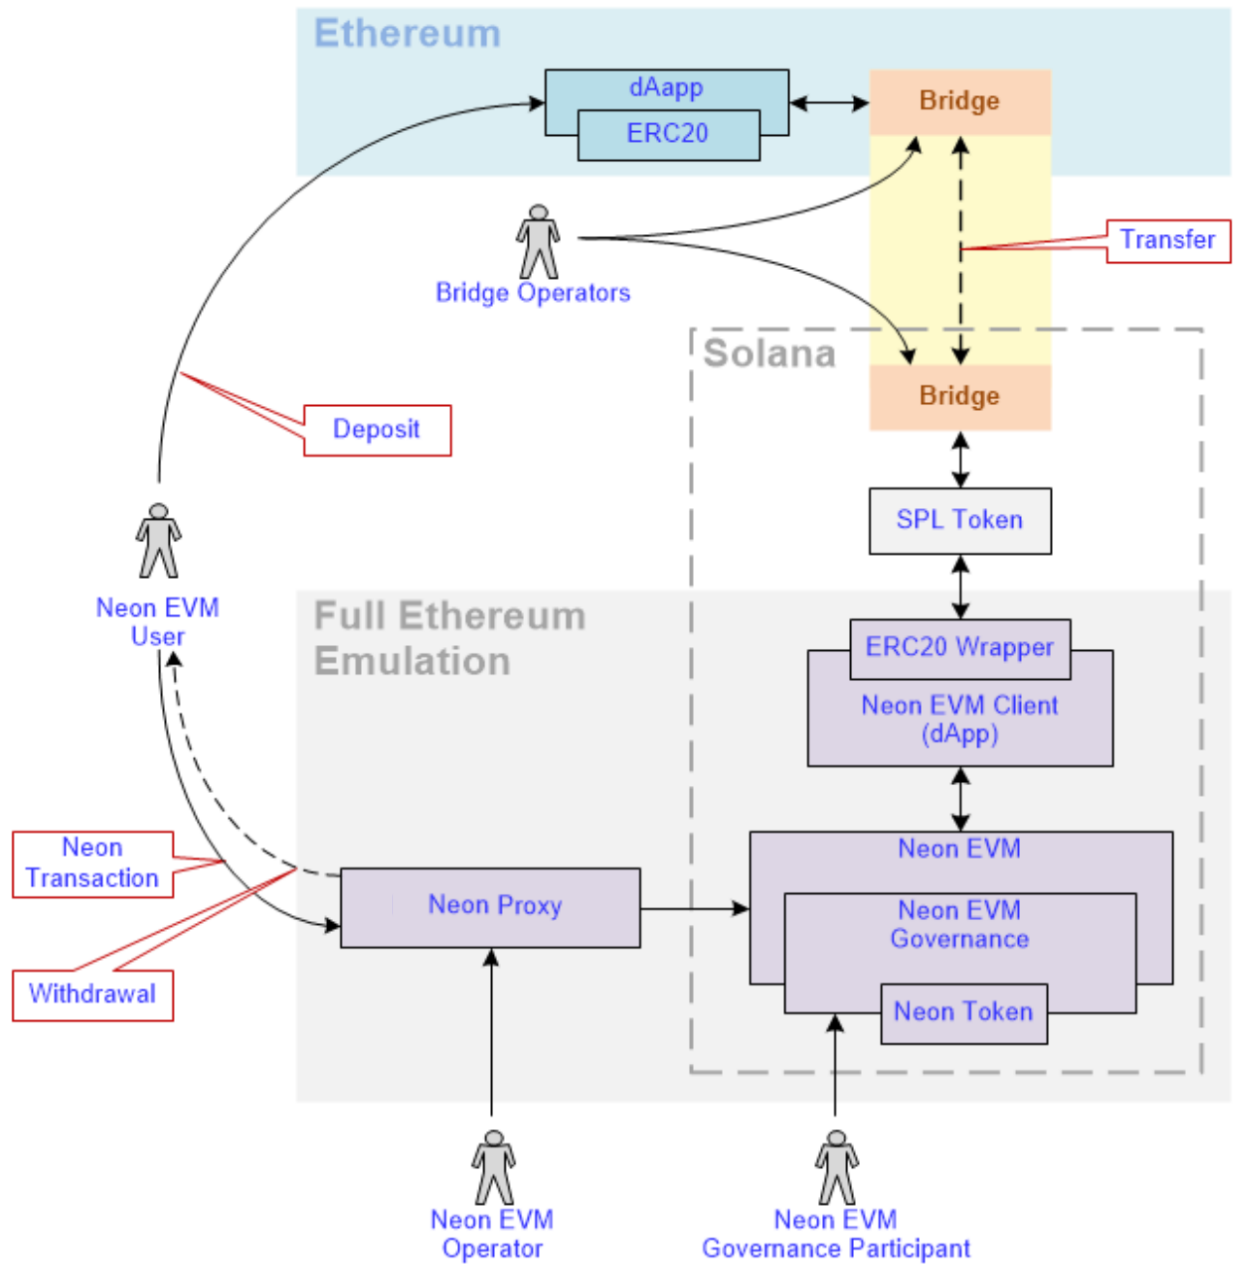 Ethereum
dAapp
ERC20
Bridge
Transfer
Bridge Operators
Solana
Bridge
Deposit
SPL Token
Neon EVM
User
Full Ethereum
Emulation
ERC20 Wrapper
Neon EVM Client
(dApp)
Neon
Transaction
Neon EVM
Neon Proxy
Neon EVM
Governance
Withdrawal
Neon Token
Neon EVM
Operator
Neon EVM
Governance Participant